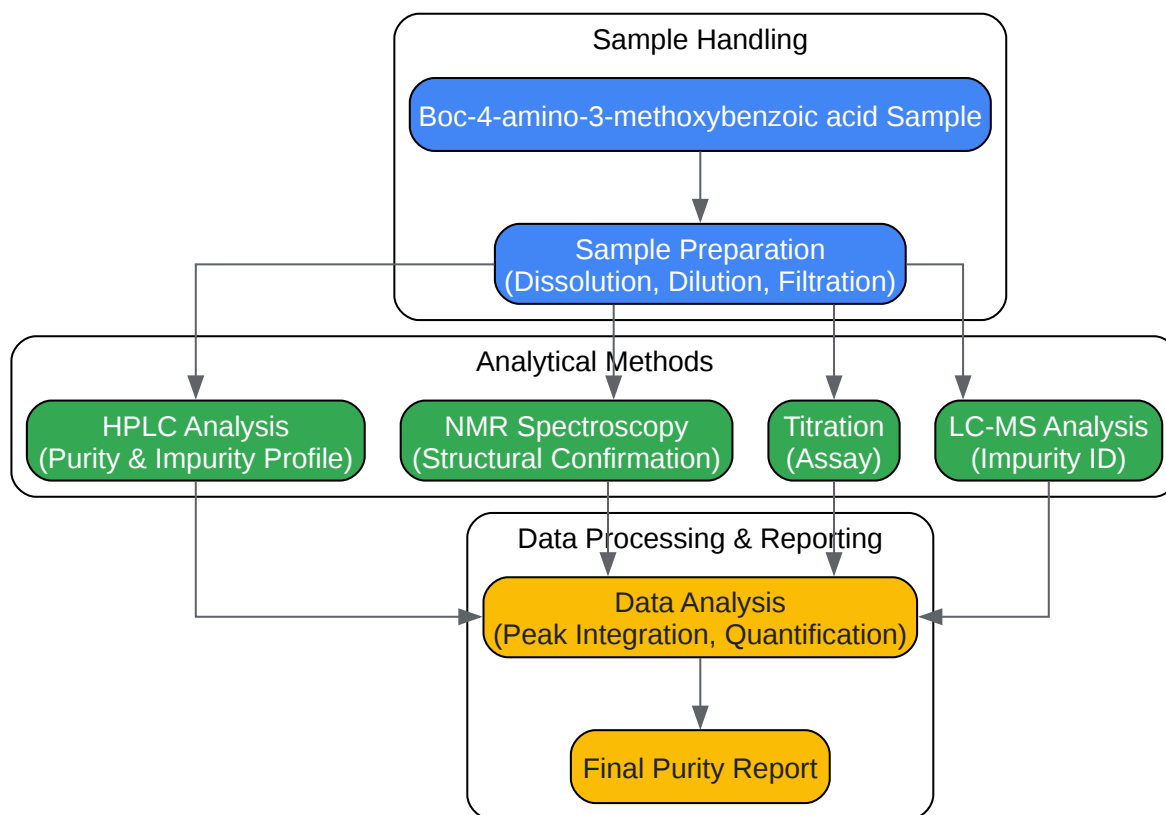 Sample Handling
Boc-4-amino-3-methoxybenzoic acid Sample
Sample Preparation
(Dissolution, Dilution, Filtration)
Analytical Methods
HPLC Analysis
(Purity & Impurity Profile)
NMR Spectroscopy
(Structural Confirmation)
Titration
(Assay)
LC-MS Analysis
(Impurity ID)
Data Processing & Reporting
Data Analysis
(Peak Integration, Quantification)
Final Purity Report